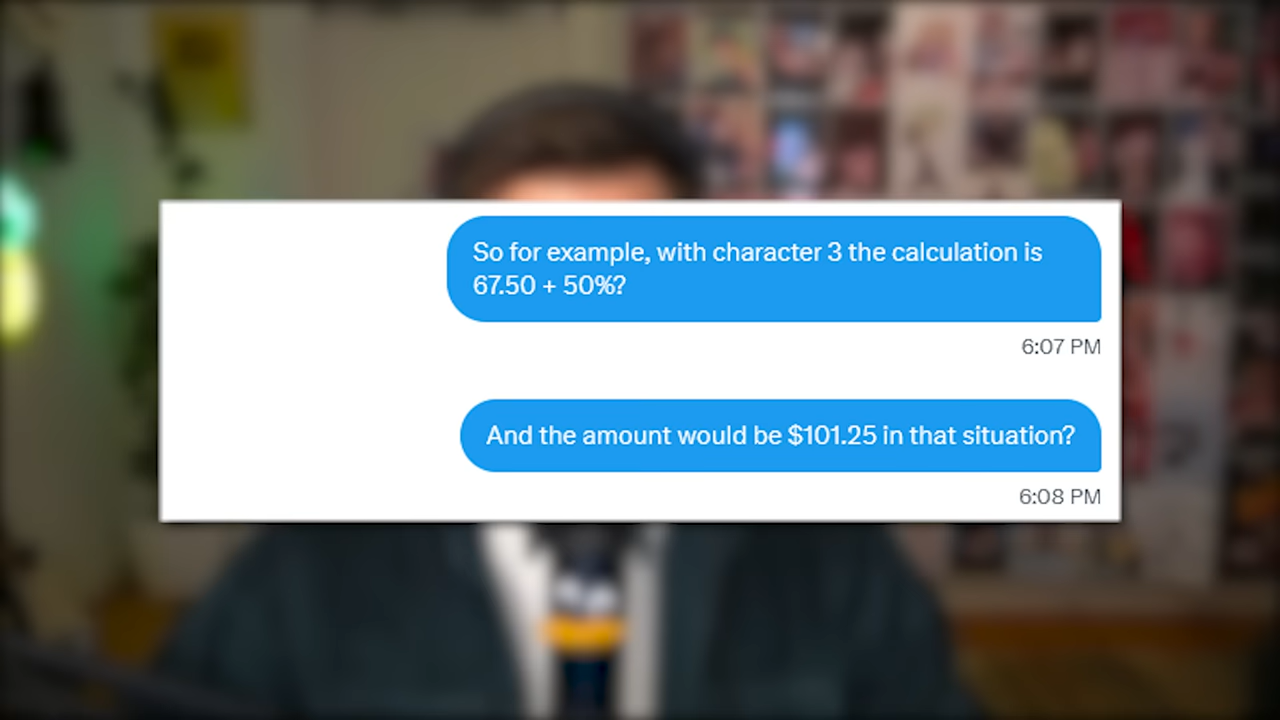 So for example, with character 3 the calculation is
67.50 + 50%?
6:07 PM
And the amount would be $101.25 in that situation?
6:08 PM